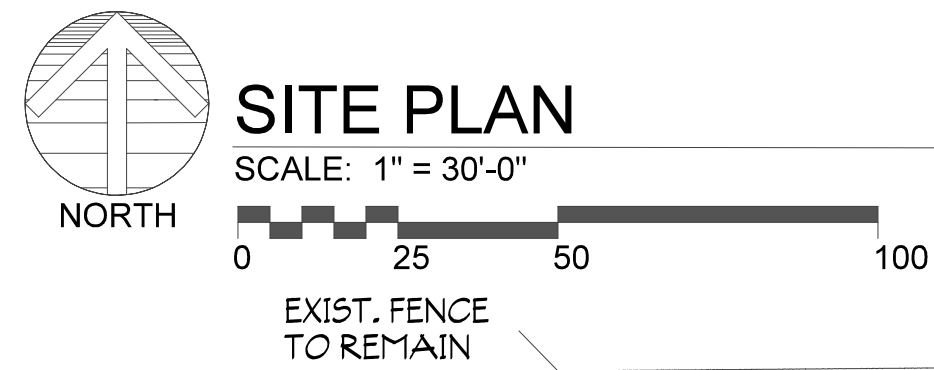 SITE PLAN
SCALE: 1" = 30'-0"
NORTH
0 25 50 100
EXIST. FENCE
TO REMAIN